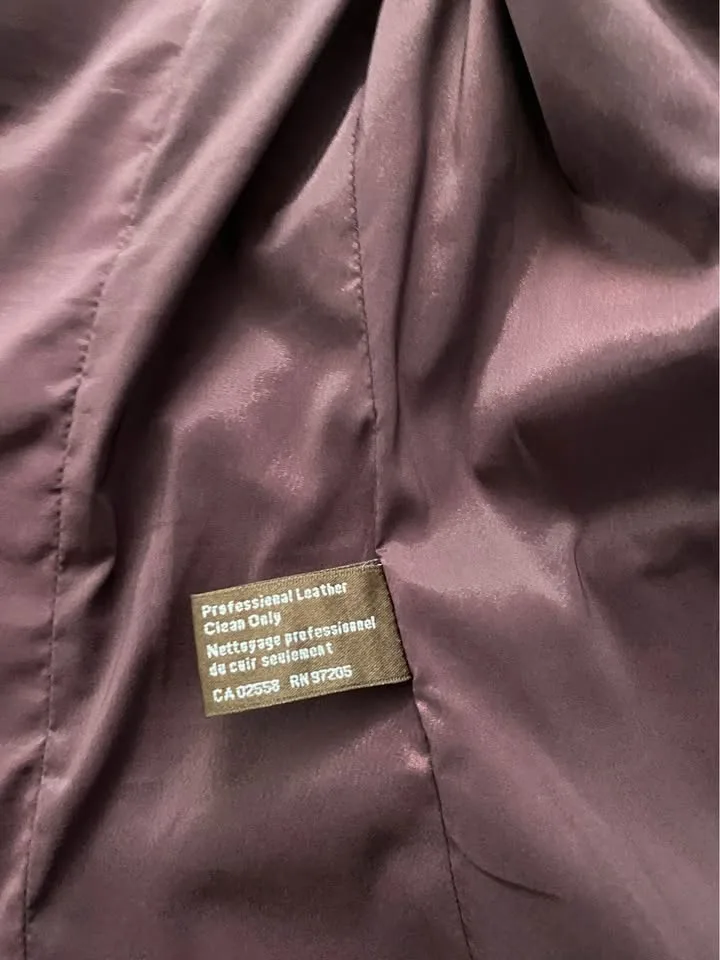 Professional Leather
Clean Only
Nettoyage professionnel
du cuir seulement
CA 02558 RN 97205